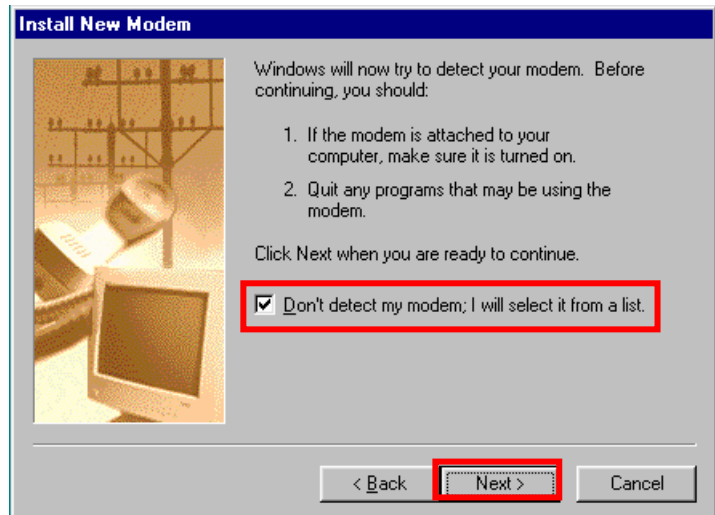 Install New Modem
Windows will now try to detect your modem. Before
continuing, you should:
1. If the modem is attached to your
computer, make sure it is turned on.
2. Quit any programs that may be using the
modem.
Click Next when you are ready to continue.
Don't detect my modem; I will select it from a list.
< Back
Next >
Cancel